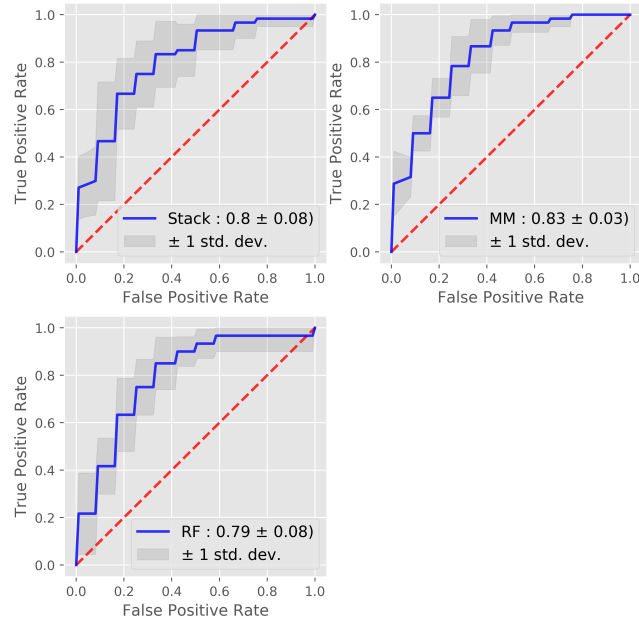 1.0
0.8
0.6
0.4
0.2
0.0
True Positive Rate
Stack : 0.8 ± 0.08)
± 1 std. dev.
0.0 0.2 0.4 0.6 0.8 1.0
False Positive Rate
1.0
0.8
0.6
0.4
0.2
0.0
True Positive Rate
MM : 0.83 ± 0.03)
± 1 std. dev.
0.0 0.2 0.4 0.6 0.8 1.0
False Positive Rate
1.0
0.8
0.6
0.4
0.2
0.0
True Positive Rate
RF : 0.79 ± 0.08)
± 1 std. dev.
0.0 0.2 0.4 0.6 0.8 1.0
False Positive Rate